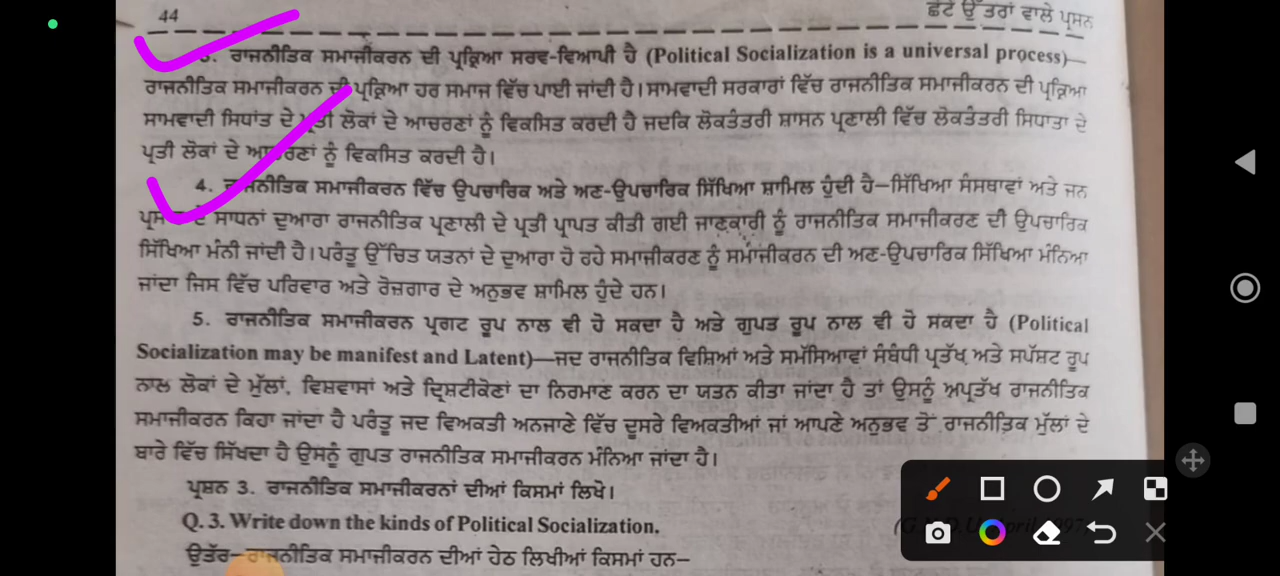 44
ਛੋਟੇ ਉੱਤਰਾਂ ਵਾਲੇ ਪ੍ਰਸ਼ਨ
ਰਾਜਨੀਤਿਕ ਸਮਾਜੀਕਰਨ ਦੀ ਪ੍ਰਕ੍ਰਿਆ ਸਰਵ-ਵਿਆਪੀ ਹੈ (Political Socialization is a universal process)—
ਰਾਜਨੀਤਿਕ ਸਮਾਜੀਕਰਨ ਦੀ ਪ੍ਰਕ੍ਰਿਆ ਹਰ ਸਮਾਜ ਵਿੱਚ ਪਾਈ ਜਾਂਦੀ ਹੈ। ਸਾਮਵਾਦੀ ਸਰਕਾਰਾਂ ਵਿੱਚ ਰਾਜਨੀਤਿਕ ਸਮਾਜੀਕਰਨ ਦੀ ਪ੍ਰਕ੍ਰਿਆ
ਸਾਮਵਾਦੀ ਸਿਧਾਂਤ ਦੇ ਪ੍ਰਤੀ ਲੋਕਾਂ ਦੇ ਆਚਰਣਾਂ ਨੂੰ ਵਿਕਸਿਤ ਕਰਦੀ ਹੈ ਜਦਕਿ ਲੋਕਤੰਤਰੀ ਸ਼ਾਸਨ ਪ੍ਰਣਾਲੀ ਵਿੱਚ ਲੋਕਤੰਤਰੀ ਸਿਧਾਤਾਂ ਦੇ
ਪ੍ਰਤੀ ਲੋਕਾਂ ਦੇ ਆਚਰਣਾਂ ਨੂੰ ਵਿਕਸਿਤ ਕਰਦੀ ਹੈ।
4. ਰਾਜਨੀਤਿਕ ਸਮਾਜੀਕਰਨ ਵਿੱਚ ਉਪਚਾਰਿਕ ਅਤੇ ਅਣ-ਉਪਚਾਰਿਕ ਸਿੱਖਿਆ ਸ਼ਾਮਿਲ ਹੁੰਦੀ ਹੈ—ਸਿੱਖਿਆ ਸੰਸਥਾਵਾਂ ਅਤੇ ਜਨ
ਦੇ ਸਾਧਨਾਂ ਦੁਆਰਾ ਰਾਜਨੀਤਿਕ ਪ੍ਰਣਾਲੀ ਦੇ ਪ੍ਰਤੀ ਪ੍ਰਾਪਤ ਕੀਤੀ ਗਈ ਜਾਣਕਾਰੀ ਨੂੰ ਰਾਜਨੀਤਿਕ ਸਮਾਜੀਕਰਣ ਦੀ ਉਪਚਾਰਿਕ
ਸਿੱਖਿਆ ਮੰਨੀ ਜਾਂਦੀ ਹੈ। ਪਰੰਤੂ ਉੱਚਿਤ ਯਤਨਾਂ ਦੇ ਦੁਆਰਾ ਹੋ ਰਹੇ ਸਮਾਜੀਕਰਣ ਨੂੰ ਸਮਾਜੀਕਰਨ ਦੀ ਅਣ-ਉਪਚਾਰਿਕ ਸਿੱਖਿਆ ਮੰਨਿਆ
ਜਾਂਦਾ ਜਿਸ ਵਿੱਚ ਪਰਿਵਾਰ ਅਤੇ ਰੋਜ਼ਗਾਰ ਦੇ ਅਨੁਭਵ ਸ਼ਾਮਿਲ ਹੁੰਦੇ ਹਨ।
5. ਰਾਜਨੀਤਿਕ ਸਮਾਜੀਕਰਨ ਪ੍ਰਗਟ ਰੂਪ ਨਾਲ ਵੀ ਹੋ ਸਕਦਾ ਹੈ ਅਤੇ ਗੁਪਤ ਰੂਪ ਨਾਲ ਵੀ ਹੋ ਸਕਦਾ ਹੈ (Political
Socialization may be manifest and Latent)—ਜਦ ਰਾਜਨੀਤਿਕ ਵਿਸ਼ਿਆਂ ਅਤੇ ਸਮੱਸਿਆਵਾਂ ਸੰਬੰਧੀ ਪ੍ਰਤੱਖ ਅਤੇ ਸਪੱਸ਼ਟ ਰੂਪ
ਨਾਲ ਲੋਕਾਂ ਦੇ ਮੁੱਲਾਂ, ਵਿਸ਼ਵਾਸਾਂ ਅਤੇ ਦ੍ਰਿਸ਼ਟੀਕੋਣਾਂ ਦਾ ਨਿਰਮਾਣ ਕਰਨ ਦਾ ਯਤਨ ਕੀਤਾ ਜਾਂਦਾ ਹੈ ਤਾਂ ਉਸਨੂੰ ਅਪ੍ਰਤੱਖ ਰਾਜਨੀਤਿਕ
ਸਮਾਜੀਕਰਨ ਕਿਹਾ ਜਾਂਦਾ ਹੈ ਪਰੰਤੂ ਜਦ ਵਿਅਕਤੀ ਅਨਜਾਣੇ ਵਿੱਚ ਦੂਸਰੇ ਵਿਅਕਤੀਆਂ ਜਾਂ ਆਪਣੇ ਅਨੁਭਵ ਤੋਂ ਰਾਜਨੀਤਿਕ ਮੁੱਲਾਂ ਦੇ
ਬਾਰੇ ਵਿੱਚ ਸਿੱਖਦਾ ਹੈ ਉਸਨੂੰ ਗੁਪਤ ਰਾਜਨੀਤਿਕ ਸਮਾਜੀਕਰਨ ਮੰਨਿਆ ਜਾਂਦਾ ਹੈ।
ਪ੍ਰਸ਼ਨ 3. ਰਾਜਨੀਤਿਕ ਸਮਾਜੀਕਰਨਾਂ ਦੀਆਂ ਕਿਸਮਾਂ ਲਿਖੋ।
Q. 3. Write down the kinds of Political Socialization.
ਉਤੱਰ—ਰਾਜਨੀਤਿਕ ਸਮਾਜੀਕਰਨ ਦੀਆਂ ਹੇਠ ਲਿਖੀਆਂ ਕਿਸਮਾਂ ਹਨ—